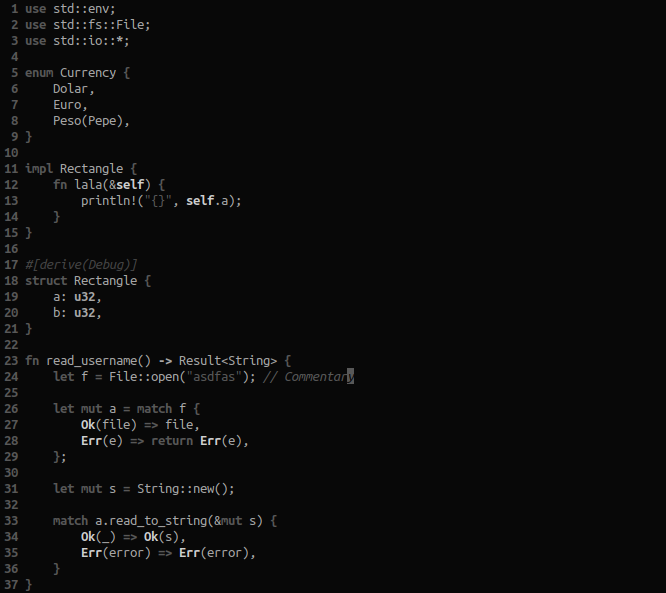 1 use std::env;
2 use std::fs::File;
3 use std::io::*;
4
5 enum Currency {
6     Dolar,
7     Euro,
8     Peso(Pepe),
9 }
10
11 impl Rectangle {
12     fn lala(&self) {
13         println!("{}", self.a);
14     }
15 }
16
17 #[derive(Debug)]
18 struct Rectangle {
19     a: u32,
20     b: u32,
21 }
22
23 fn read_username() -> Result<String> {
24     let f = File::open("asdfas"); // Commentary
25
26     let mut a = match f {
27         Ok(file) => file,
28         Err(e) => return Err(e),
29     };
30
31     let mut s = String::new();
32
33     match a.read_to_string(&mut s) {
34         Ok(_) => Ok(s),
35         Err(error) => Err(error),
36     }
37 }